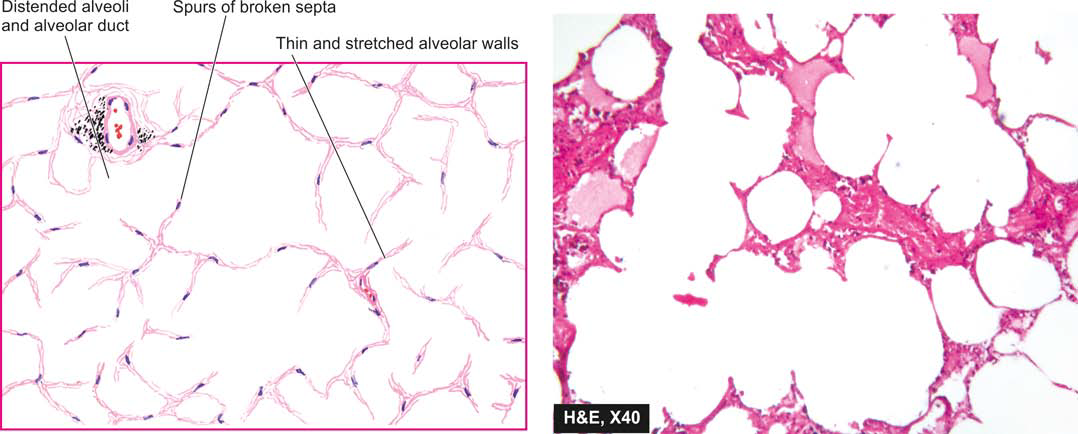 Distended alveoli
and alveolar duct
Spurs of broken septa
Thin and stretched alveolar walls
H&E, X40